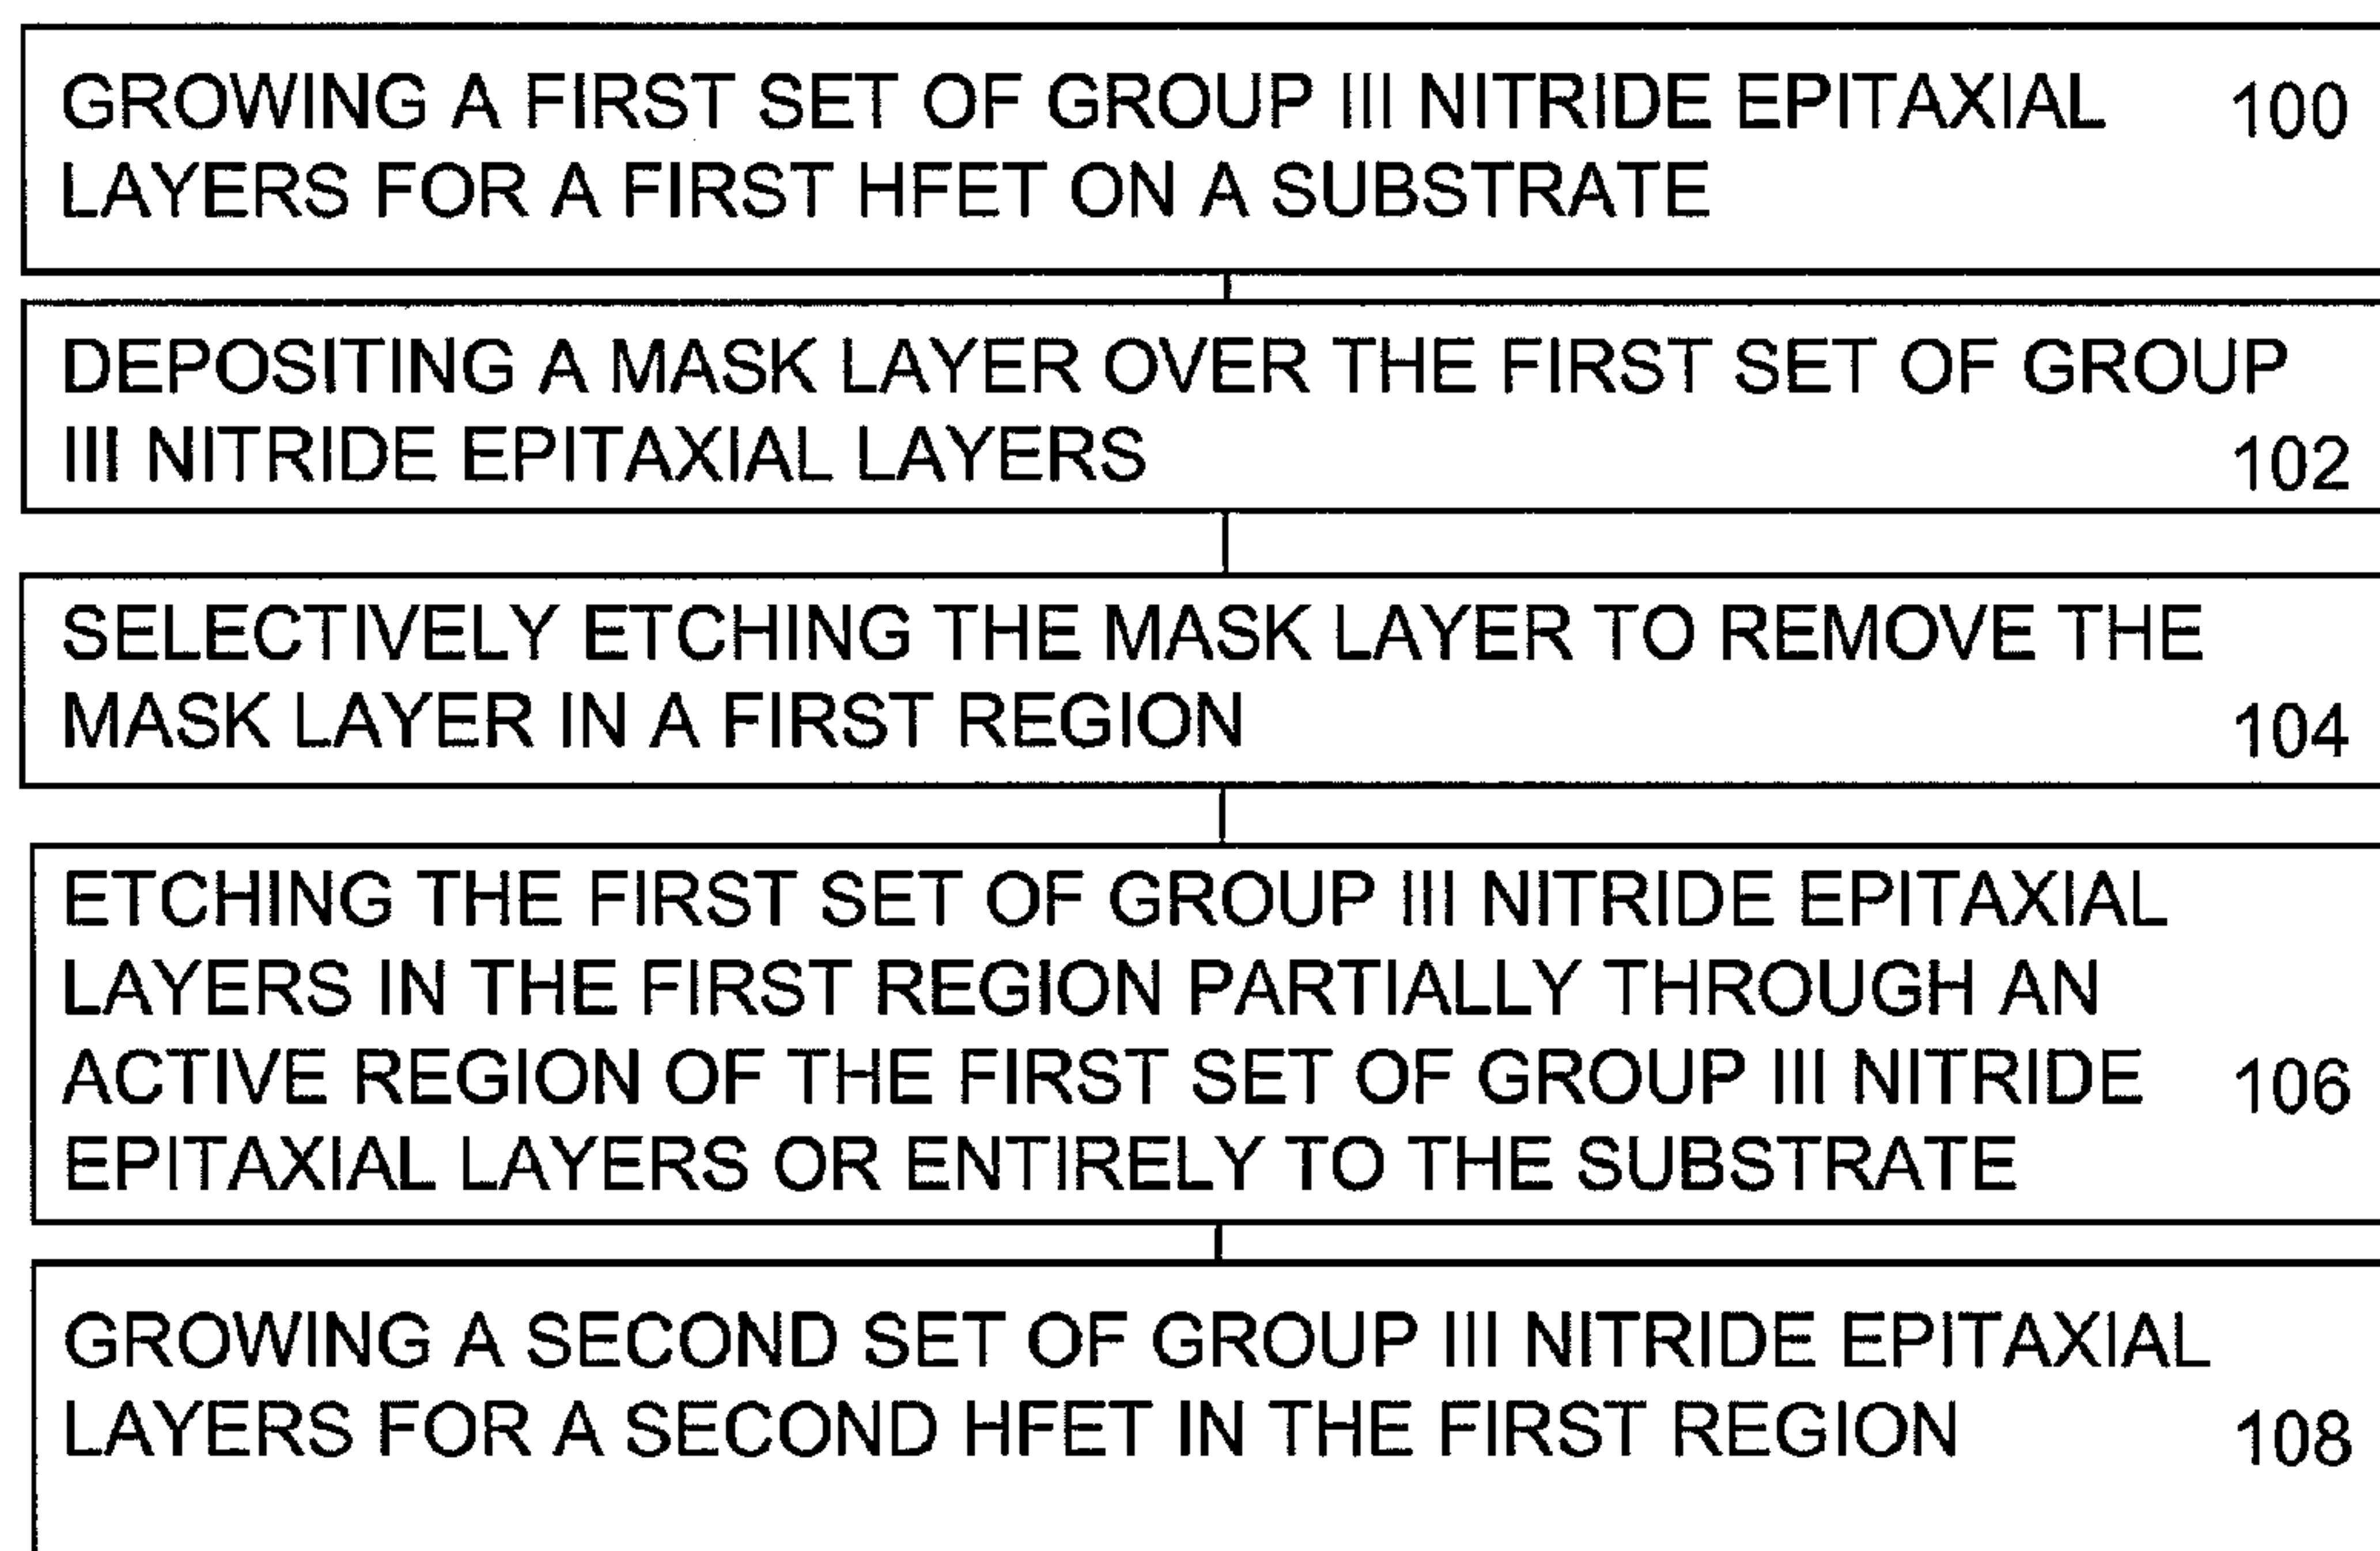 GROWING A FIRST SET OF GROUP III NITRIDE EPITAXIAL 100
LAYERS FOR A FIRST HFET ON A SUBSTRATE
DEPOSITING A MASK LAYER OVER THE FIRST SET OF GROUP
III NITRIDE EPITAXIAL LAYERS 102
SELECTIVELY ETCHING THE MASK LAYER TO REMOVE THE
MASK LAYER IN A FIRST REGION 104
ETCHING THE FIRST SET OF GROUP III NITRIDE EPITAXIAL
LAYERS IN THE FIRST REGION PARTIALLY THROUGH AN
ACTIVE REGION OF THE FIRST SET OF GROUP III NITRIDE 106
EPITAXIAL LAYERS OR ENTIRELY TO THE SUBSTRATE
GROWING A SECOND SET OF GROUP III NITRIDE EPITAXIAL
LAYERS FOR A SECOND HFET IN THE FIRST REGION 108